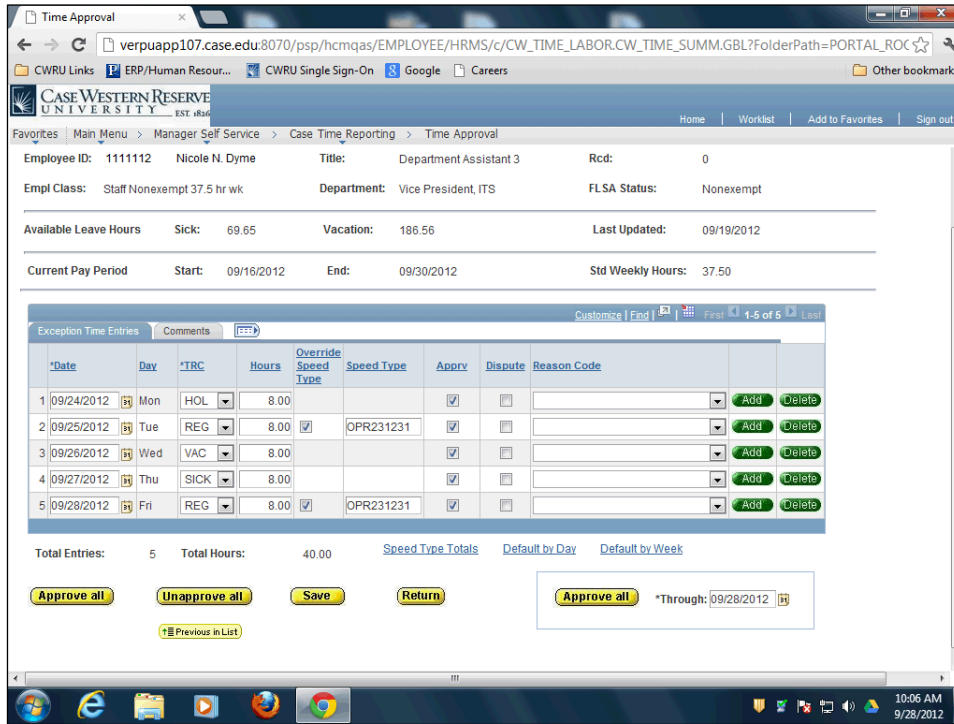 Time Approval
verpuapp107.case.edu:8070/psp/hcmqas/EMPLOYEE/HRMS/c/CW_TIME_LABOR.CW_TIME_SUMM.GBL?FolderPath=PORTAL_ROC
CWRU Links ERP/Human Resour... CWRU Single Sign-On Google Careers Other bookmark
CASE WESTERN RESERVE
UNIVERSITY EST. 1826
Home | Worklist | Add to Favorites | Sign out
Favorites Main Menu > Manager Self Service > Case Time Reporting > Time Approval
Employee ID: 1111112 Nicole N. Dyme Title: Department Assistant 3 Rcd: 0
Empl Class: Staff Nonexempt 37.5 hr wk Department: Vice President, ITS FLSA Status: Nonexempt
Available Leave Hours Sick: 69.65 Vacation: 186.56 Last Updated: 09/19/2012
Current Pay Period Start: 09/16/2012 End: 09/30/2012 Std Weekly Hours: 37.50
Customize | Find | First 1-5 of 5 Last
Exception Time Entries Comments
*Date Day *TRC Hours Override Speed Type Speed Type Apprv Dispute Reason Code
1 09/24/2012 Mon HOL 8.00 Add Delete
2 09/25/2012 Tue REG 8.00 OPR231231 Add Delete
3 09/26/2012 Wed VAC 8.00 Add Delete
4 09/27/2012 Thu SICK 8.00 Add Delete
5 09/28/2012 Fri REG 8.00 OPR231231 Add Delete
Total Entries: 5 Total Hours: 40.00 Speed Type Totals Default by Day Default by Week
Approve all Unapprove all Save Return Approve all *Through: 09/28/2012
Previous in List
10:06 AM
9/28/2012